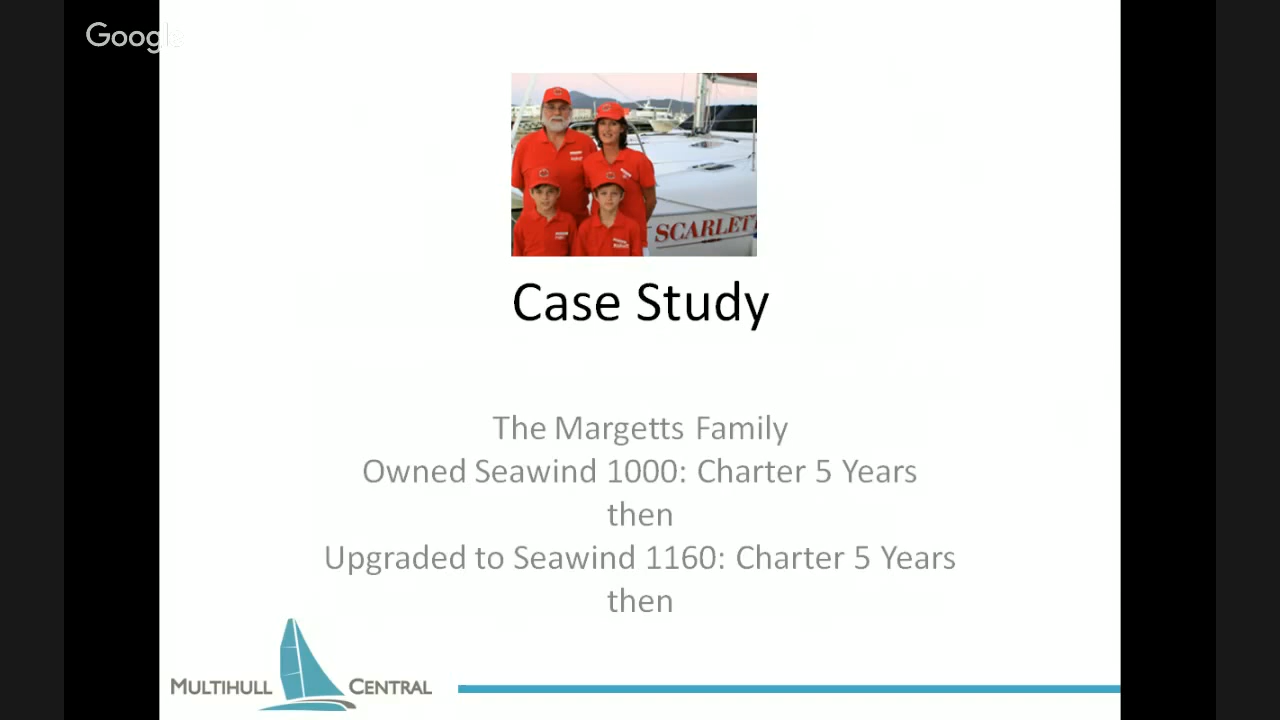 Google
SCARLET
Case Study
The Margetts Family
Owned Seawind 1000: Charter 5 Years
then
Upgraded to Seawind 1160: Charter 5 Years
then
MULTIHULL CENTRAL